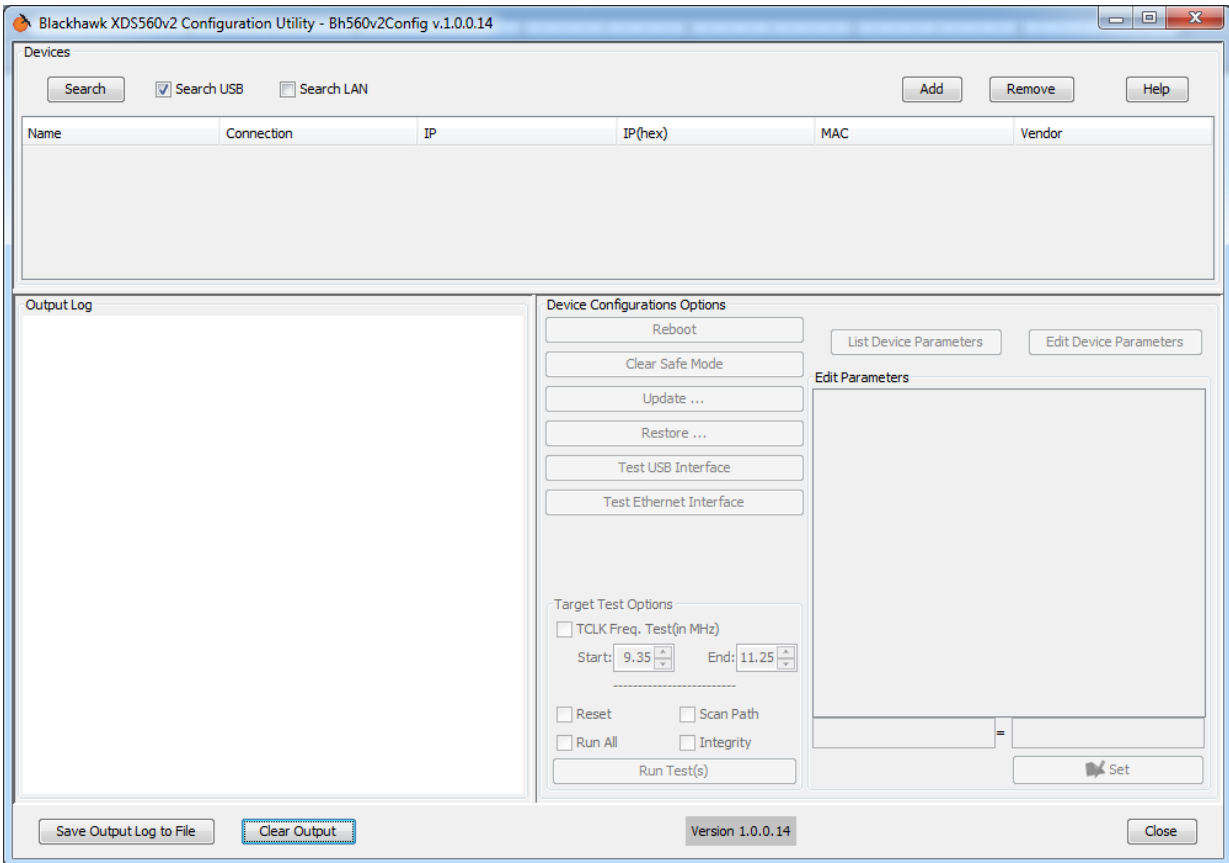 Blackhawk XDS560v2 Configuration Utility - Bh560v2Config v.1.0.0.14
Devices
Search Search USB Search LAN Add Remove Help
Name Connection IP IP(hex) MAC Vendor
Output Log
Device Configurations Options
Reboot
Clear Safe Mode
Update ...
Restore ...
Test USB Interface
Test Ethernet Interface
List Device Parameters Edit Device Parameters
Edit Parameters
Target Test Options
TCLK Freq. Test(in MHz)
Start: 9.35 End: 11.25
-------------------------
Reset Scan Path
Run All Integrity
Run Test(s)
=
Set
Save Output Log to File Clear Output Version 1.0.0.14 Close